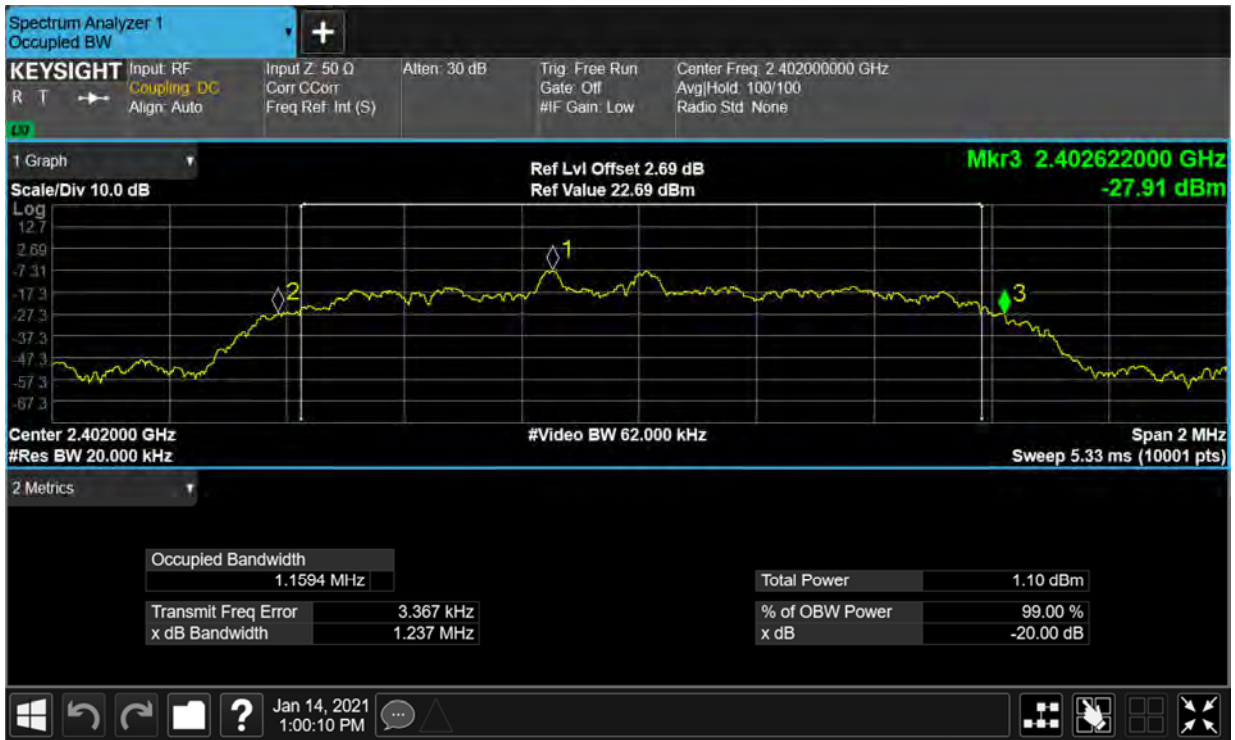 Spectrum Analyzer 1
Occupied BW
+
KEYSIGHT
R T
LXI
Input: RF
Coupling: DC
Align: Auto
Input Z: 50 Ω
Corr CCorr
Freq Ref: Int (S)
Atten: 30 dB
Trig: Free Run
Gate: Off
#IF Gain: Low
Center Freq: 2.402000000 GHz
Avg|Hold: 100/100
Radio Std: None
1 Graph
Scale/Div 10.0 dB
Ref Lvl Offset 2.69 dB
Ref Value 22.69 dBm
Mkr3 2.402622000 GHz
-27.91 dBm
Log
12.7
2.69
-7.31
-17.3
-27.3
-37.3
-47.3
-57.3
-67.3
1
2
3
Center 2.402000 GHz
#Res BW 20.000 kHz
#Video BW 62.000 kHz
Span 2 MHz
Sweep 5.33 ms (10001 pts)
2 Metrics
Occupied Bandwidth
1.1594 MHz
Transmit Freq Error 3.367 kHz
x dB Bandwidth 1.237 MHz
Total Power 1.10 dBm
% of OBW Power 99.00 %
x dB -20.00 dB
?
Jan 14, 2021
1:00:10 PM